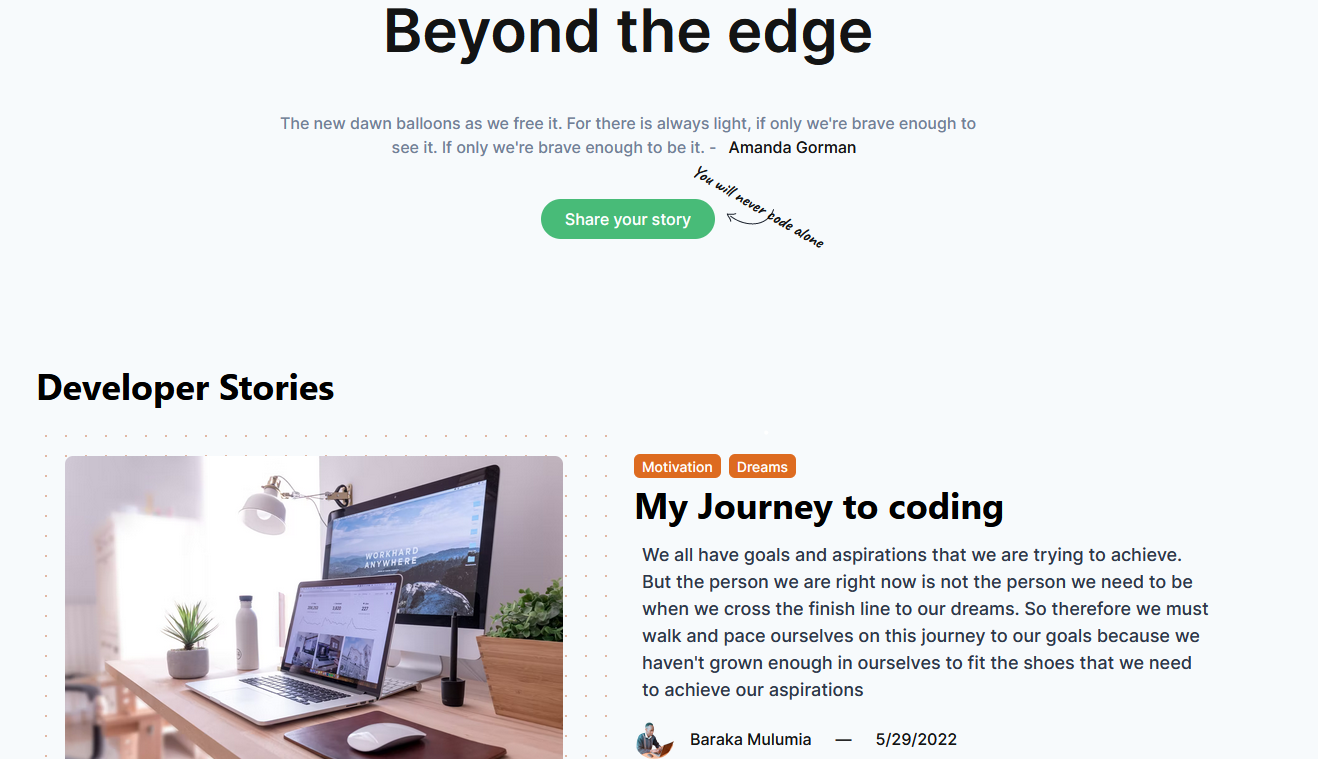 Beyond the edge
The new dawn balloons as we free it. For there is always light, if only we're brave enough to
see it. If only we're brave enough to be it. - Amanda Gorman
You will never code alone
Share your story
Developer Stories
Motivation Dreams
My Journey to coding
We all have goals and aspirations that we are trying to achieve.
But the person we are right now is not the person we need to be
when we cross the finish line to our dreams. So therefore we must
walk and pace ourselves on this journey to our goals because we
haven't grown enough in ourselves to fit the shoes that we need
to achieve our aspirations
Baraka Mulumia — 5/29/2022
WORKHARD
ANYWHERE